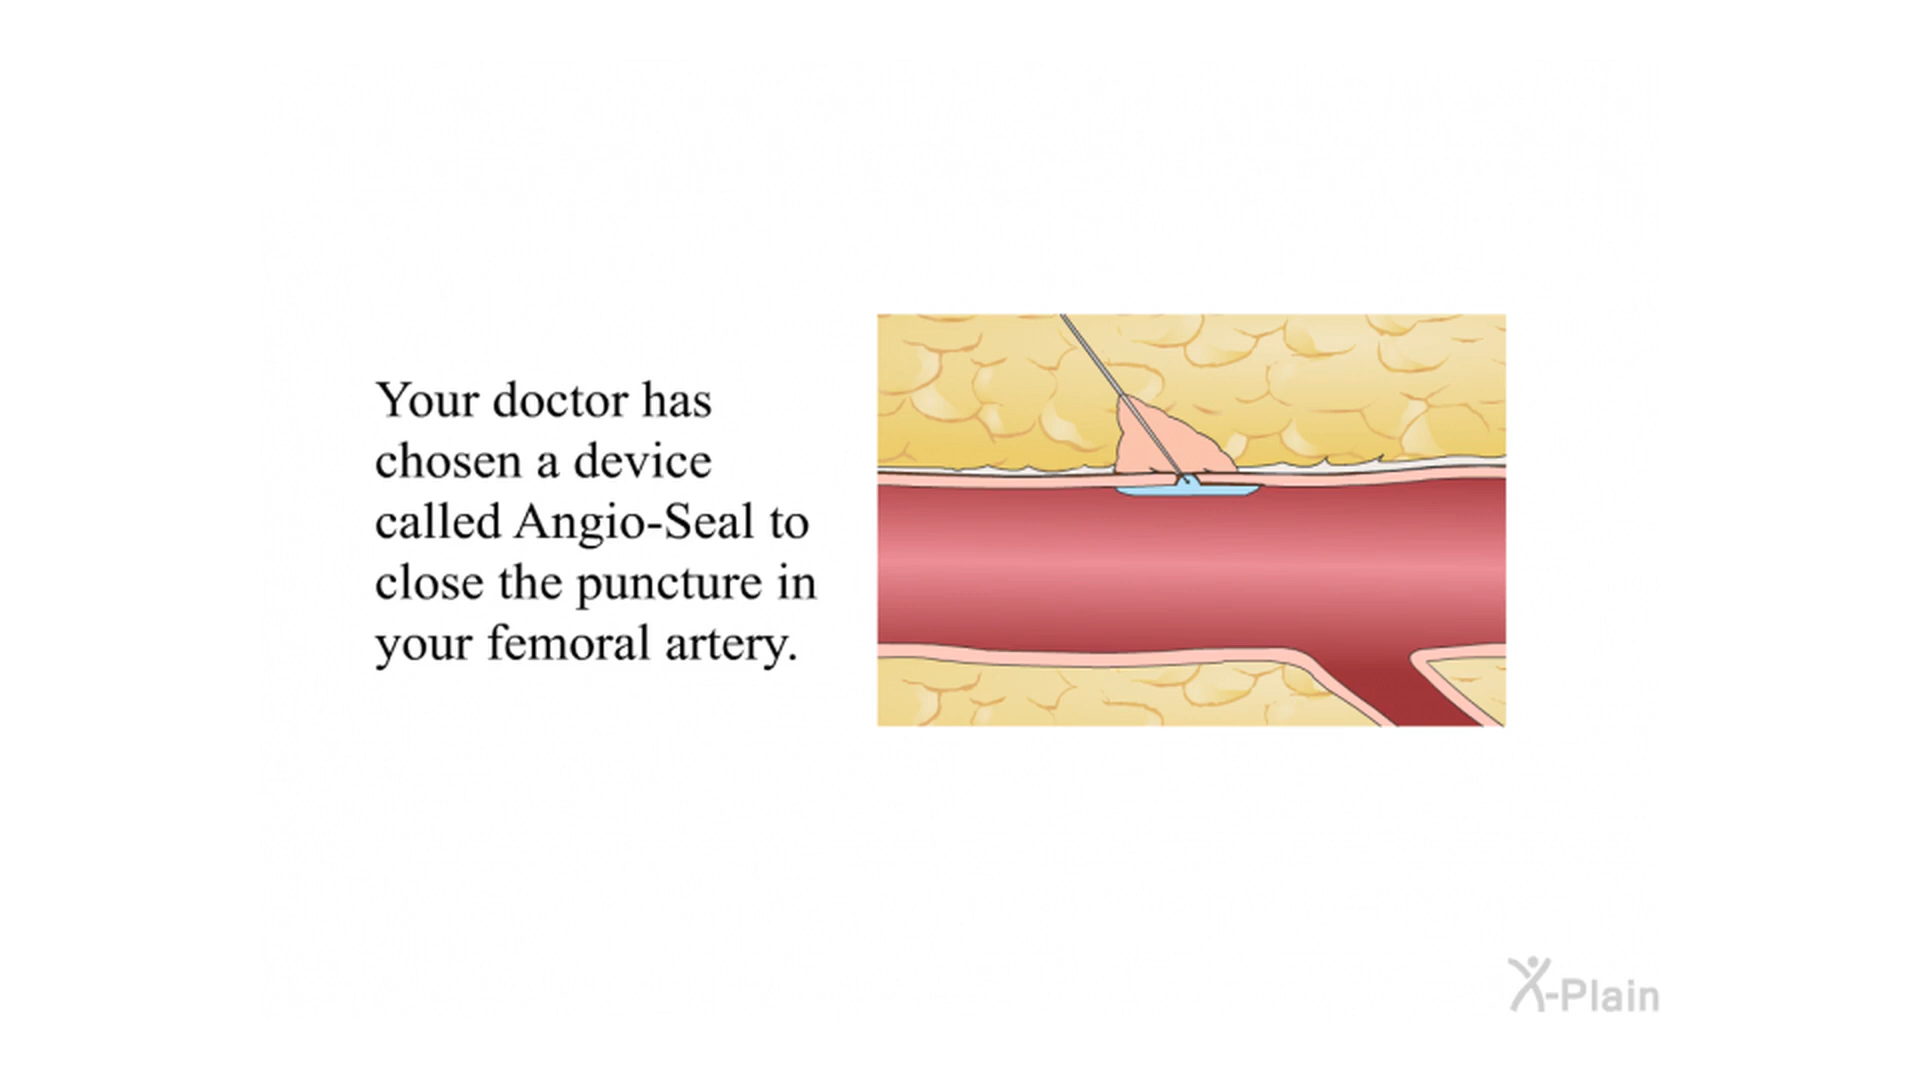 Your doctor has
chosen a device
called Angio-Seal to
close the puncture in
your femoral artery.
X-Plain